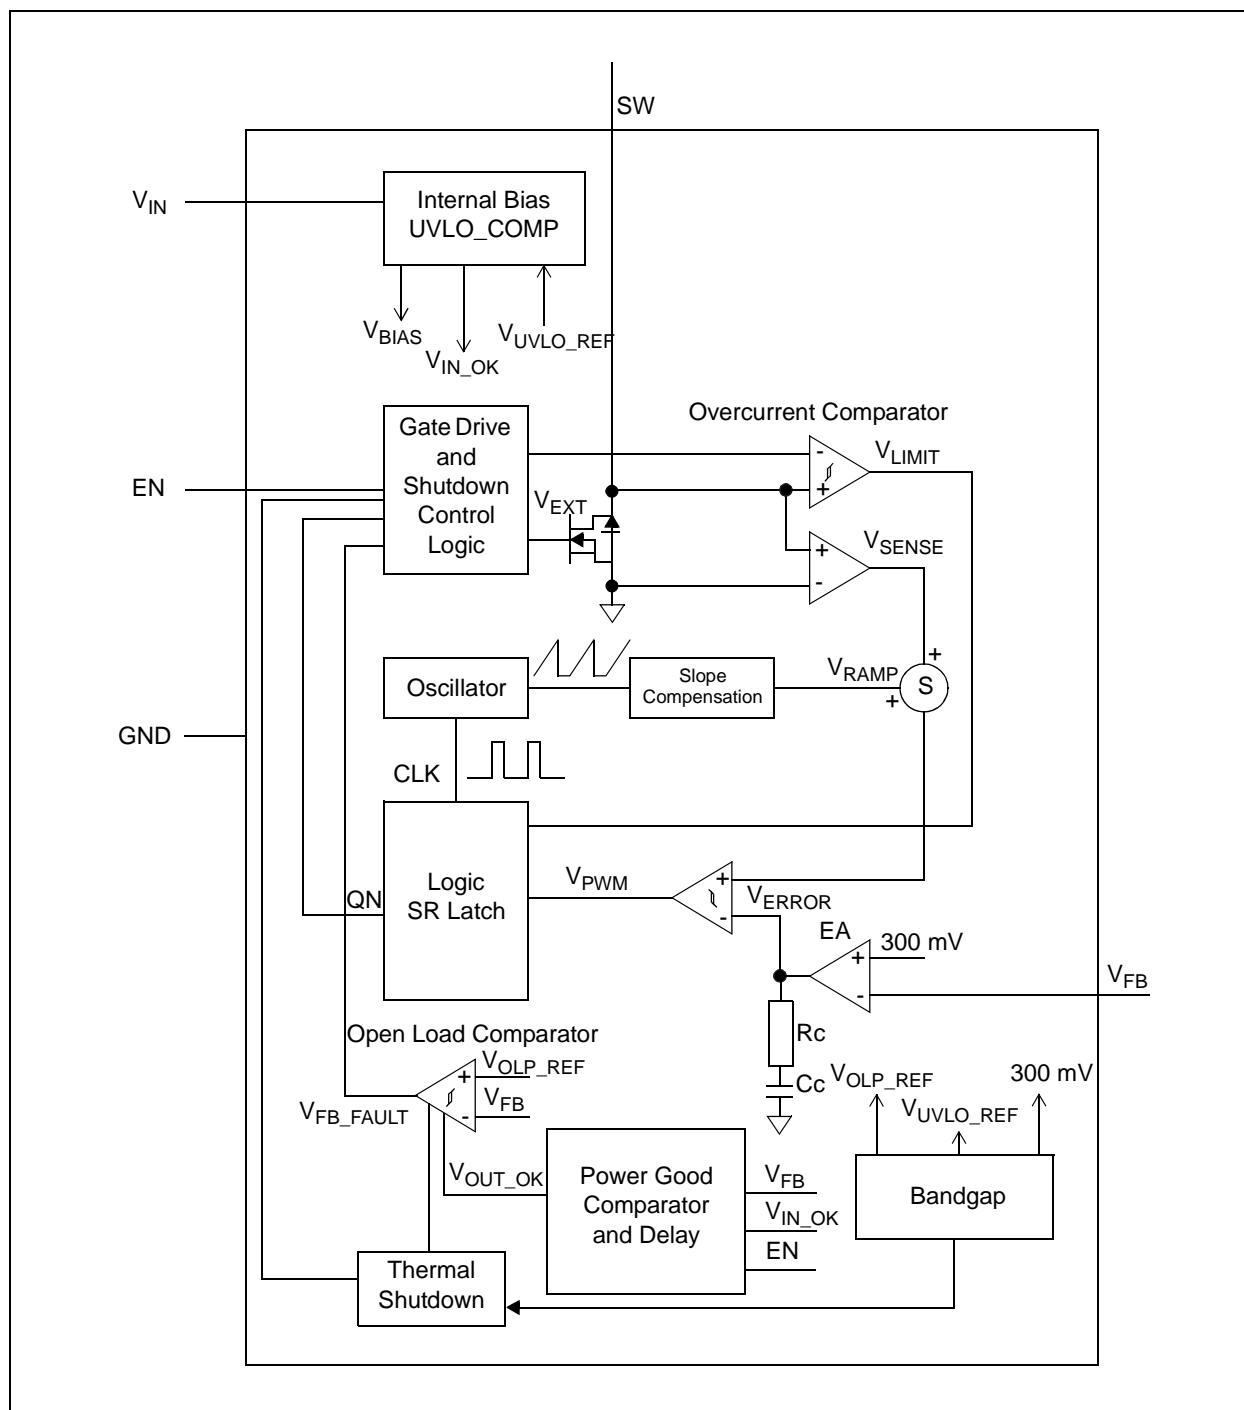 SW
V_IN
Internal Bias
UVLO_COMP
V_BIAS
V_IN_OK
V_UVLO_REF
Overcurrent Comparator
Gate Drive
and
Shutdown
Control
Logic
EN
V_EXT
-
+
V_LIMIT
+
-
V_SENSE
Oscillator
Slope
Compensation
V_RAMP
+
+
S
GND
CLK
Logic
SR Latch
QN
V_PWM
+
-
V_ERROR
EA
300 mV
+
-
V_FB
Rc
Cc
Open Load Comparator
V_OLP_REF
+
V_FB
-
V_FB_FAULT
V_OUT_OK
Power Good
Comparator
and Delay
V_FB
V_IN_OK
EN
V_OLP_REF
V_UVLO_REF
300 mV
Bandgap
Thermal
Shutdown